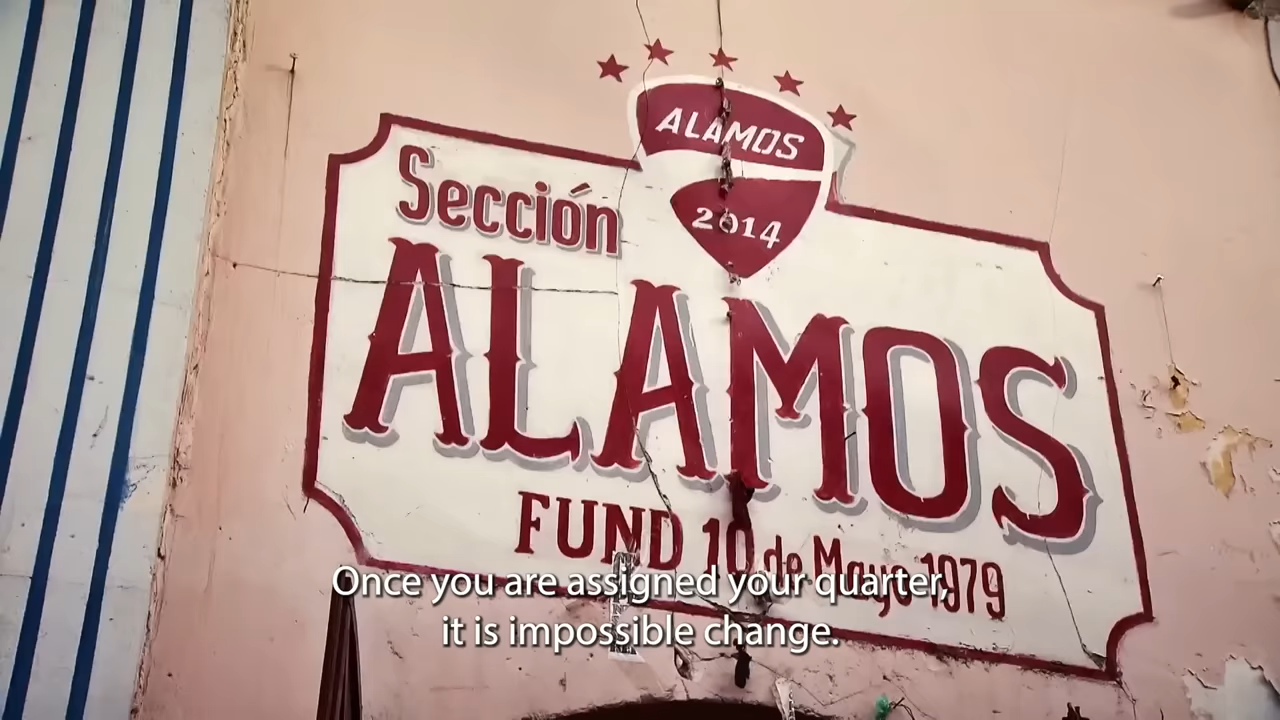 ALAMOS
2014
Sección
ALAMOS
FUND 10 de Mayo 1979
Once you are assigned your quarter,
it is impossible change.